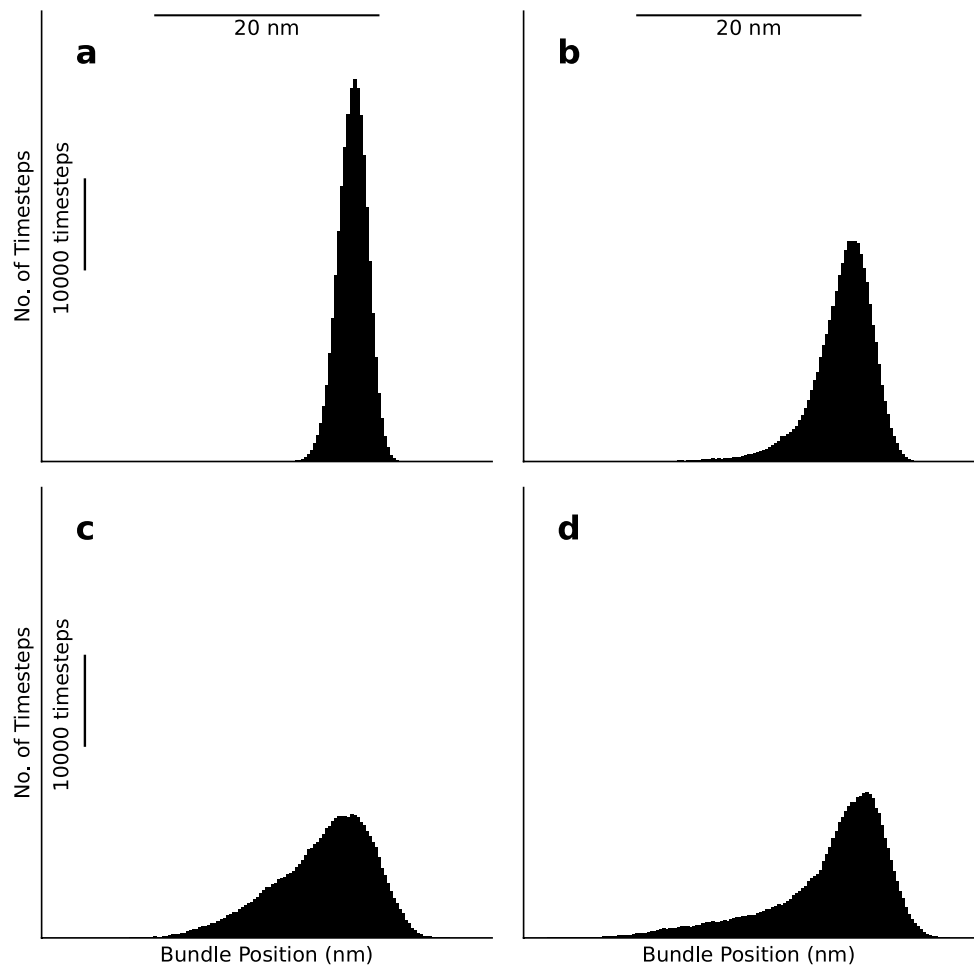 20 nm
20 nm
a
b
No. of Timesteps
10000 timesteps
c
d
No. of Timesteps
10000 timesteps
Bundle Position (nm)
Bundle Position (nm)